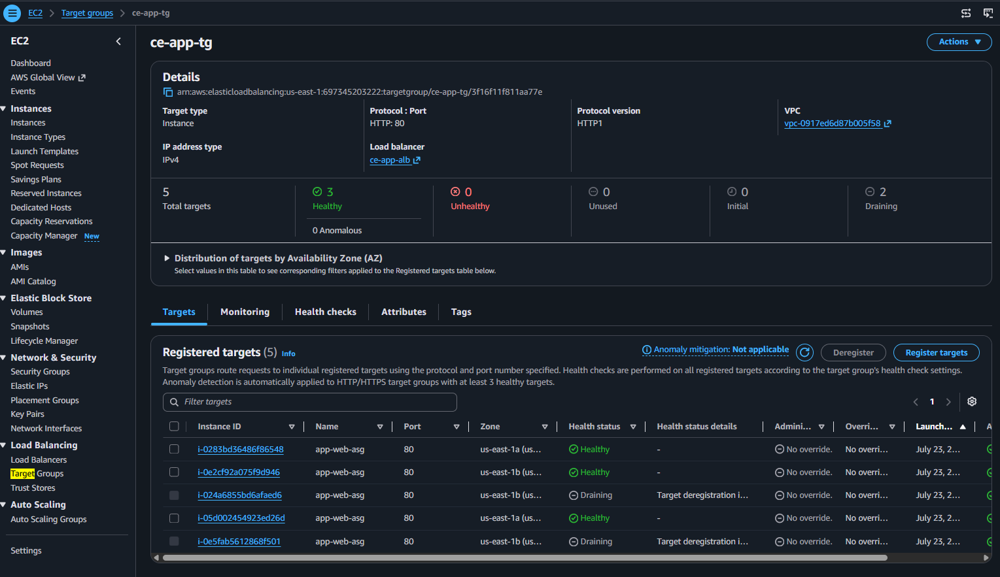 EC2 > Target groups > ce-app-tg
EC2
Dashboard
AWS Global View
Events
Instances
Instances
Instance Types
Launch Templates
Spot Requests
Savings Plans
Reserved Instances
Dedicated Hosts
Capacity Reservations
Capacity Manager New
Images
AMIs
AMI Catalog
Elastic Block Store
Volumes
Snapshots
Lifecycle Manager
Network & Security
Security Groups
Elastic IPs
Placement Groups
Key Pairs
Network Interfaces
Load Balancing
Load Balancers
Target Groups
Trust Stores
Auto Scaling
Auto Scaling Groups
Settings
ce-app-tg
Actions
Details
arn:aws:elasticloadbalancing:us-east-1:697345203222:targetgroup/ce-app-tg/3f16f11f811aa77e
Target type
Instance
Protocol : Port
HTTP: 80
Protocol version
HTTP1
VPC
vpc-0917ed6d87b005f58
IP address type
IPv4
Load balancer
ce-app-alb
5
Total targets
3
Healthy
0 Anomalous
0
Unhealthy
0
Unused
0
Initial
2
Draining
Distribution of targets by Availability Zone (AZ)
Select values in this table to see corresponding filters applied to the Registered targets table below.
Targets Monitoring Health checks Attributes Tags
Registered targets (5) Info
Anomaly mitigation: Not applicable
Deregister
Register targets
Target groups route requests to individual registered targets using the protocol and port number specified. Health checks are performed on all registered targets according to the target group's health check settings.
Anomaly detection is automatically applied to HTTP/HTTPS target groups with at least 3 healthy targets.
Filter targets
1
Instance ID Name Port Zone Health status Health status details Admini... Overri... Launch... A
i-0283bd36486f86548 app-web-asg 80 us-east-1a (us... Healthy - No override. No overri... July 23, 2...
i-0e2cf92a075f9d946 app-web-asg 80 us-east-1b (us... Healthy - No override. No overri... July 23, 2...
i-024a6855bd6afaed6 app-web-asg 80 us-east-1b (us... Draining Target deregistration i... No override. No overri... July 23, 2...
i-05d002454923ed26d app-web-asg 80 us-east-1a (us... Healthy - No override. No overri... July 23, 2...
i-0e5fab5612868f501 app-web-asg 80 us-east-1b (us... Draining Target deregistration i... No override. No overri... July 23, 2...